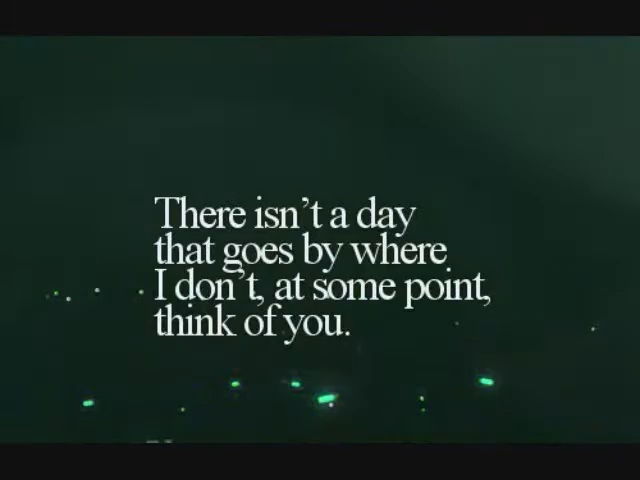 There isn't a day
that goes by where
I don't, at some point,
think of you.